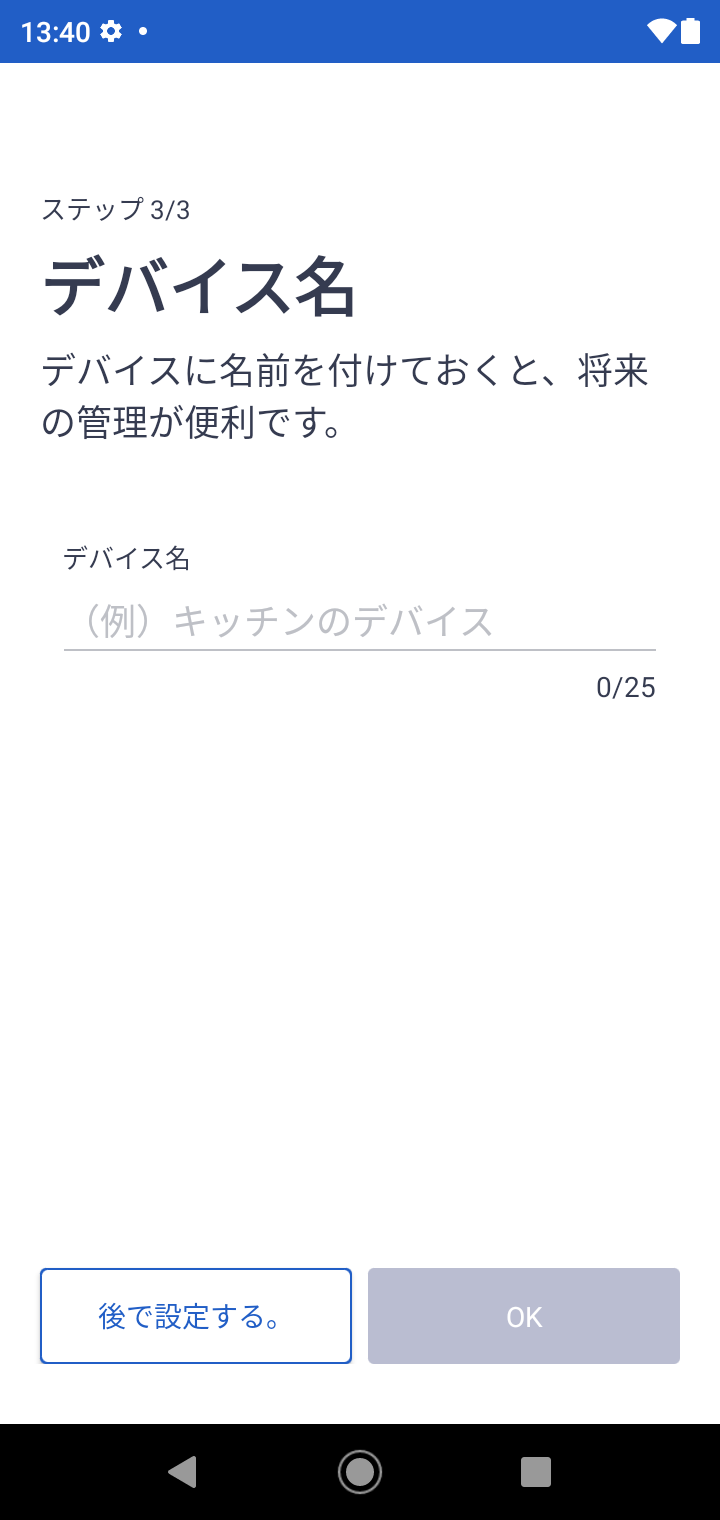 13:40
ステップ 3/3
デバイス名
デバイスに名前を付けておくと、将来
の管理が便利です。
デバイス名
（例）キッチンのデバイス
0/25
後で設定する。
OK